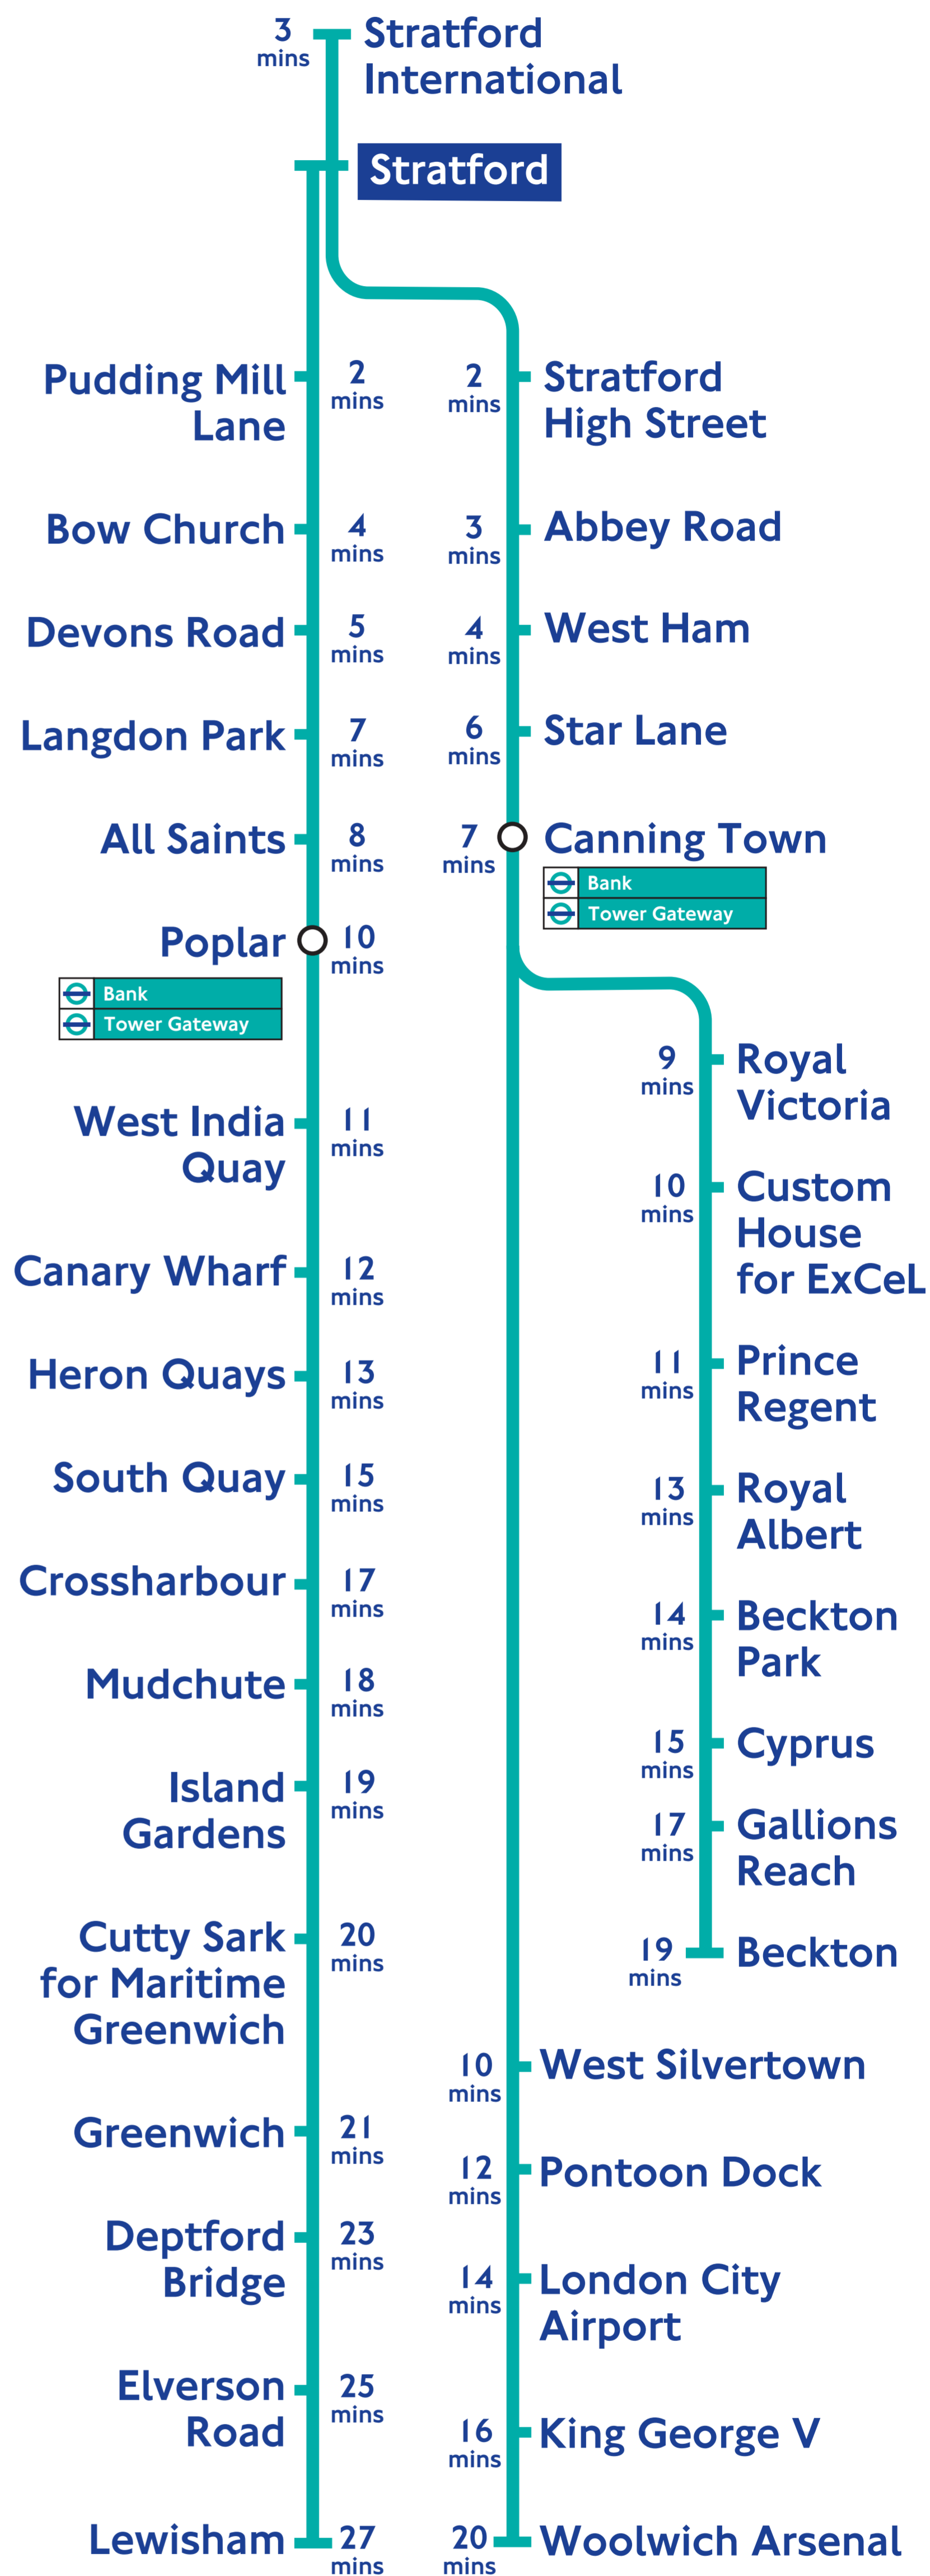 3
mins
Stratford
International
Stratford
Pudding Mill
Lane
2
mins
Bow Church
4
mins
Devons Road
5
mins
Langdon Park
7
mins
All Saints
8
mins
Poplar
10
mins
Bank
Tower Gateway
West India
Quay
11
mins
Canary Wharf
12
mins
Heron Quays
13
mins
South Quay
15
mins
Crossharbour
17
mins
Mudchute
18
mins
Island
Gardens
19
mins
Cutty Sark
for Maritime
Greenwich
20
mins
Greenwich
21
mins
Deptford
Bridge
23
mins
Elverson
Road
25
mins
Lewisham
27
mins
2
mins
Stratford
High Street
3
mins
Abbey Road
4
mins
West Ham
6
mins
Star Lane
7
mins
Canning Town
Bank
Tower Gateway
9
mins
Royal
Victoria
10
mins
Custom
House
for ExCeL
11
mins
Prince
Regent
13
mins
Royal
Albert
14
mins
Beckton
Park
15
mins
Cyprus
17
mins
Gallions
Reach
19
mins
Beckton
10
mins
West Silvertown
12
mins
Pontoon Dock
14
mins
London City
Airport
16
mins
King George V
20
mins
Woolwich Arsenal